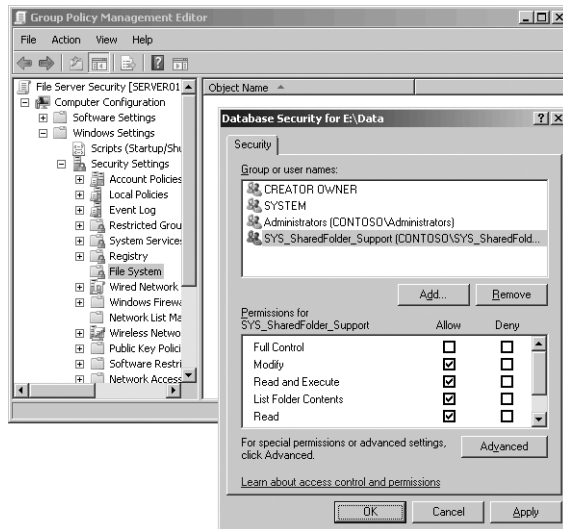 Group Policy Management Editor
File Action View Help
File Server Security [SERVER01
Computer Configuration
Software Settings
Windows Settings
Scripts (Startup/Shu
Security Settings
Account Policies
Local Policies
Event Log
Restricted Grou
System Services
Registry
File System
Wired Network
Windows Firewa
Network List Ma
Wireless Netwo
Public Key Polici
Software Restri
Network Access
Object Name
Database Security for E:\Data
Security
Group or user names:
CREATOR OWNER
SYSTEM
Administrators (CONTOSO\Administrators)
SYS_SharedFolder_Support (CONTOSO\SYS_SharedFold...
Add... Remove
Permissions for
SYS_SharedFolder_Support Allow Deny
Full Control
Modify
Read and Execute
List Folder Contents
Read
For special permissions or advanced settings,
click Advanced.
Advanced
Learn about access control and permissions
OK Cancel Apply